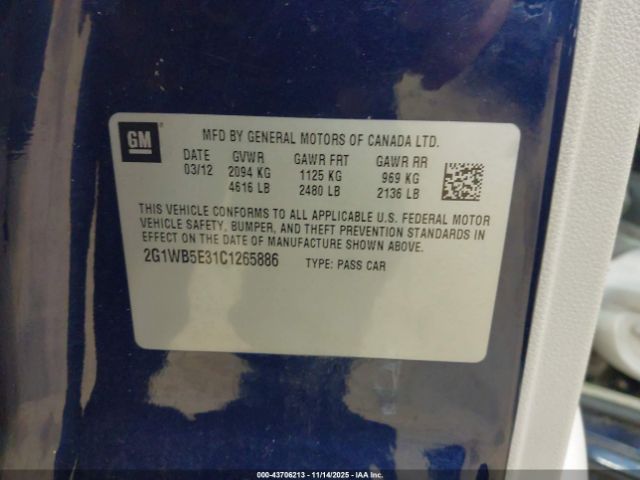 GM
MFD BY GENERAL MOTORS OF CANADA LTD.
DATE GVWR GAWR FRT GAWR RR
03/12 2094 KG 1125 KG 969 KG
4616 LB 2480 LB 2136 LB
THIS VEHICLE CONFORMS TO ALL APPLICABLE U.S. FEDERAL MOTOR
VEHICLE SAFETY, BUMPER, AND THEFT PREVENTION STANDARDS IN
EFFECT ON THE DATE OF MANUFACTURE SHOWN ABOVE.
2G1WB5E31C1265886 TYPE: PASS CAR
000-43706213 - 11/14/2025 - IAA Inc.